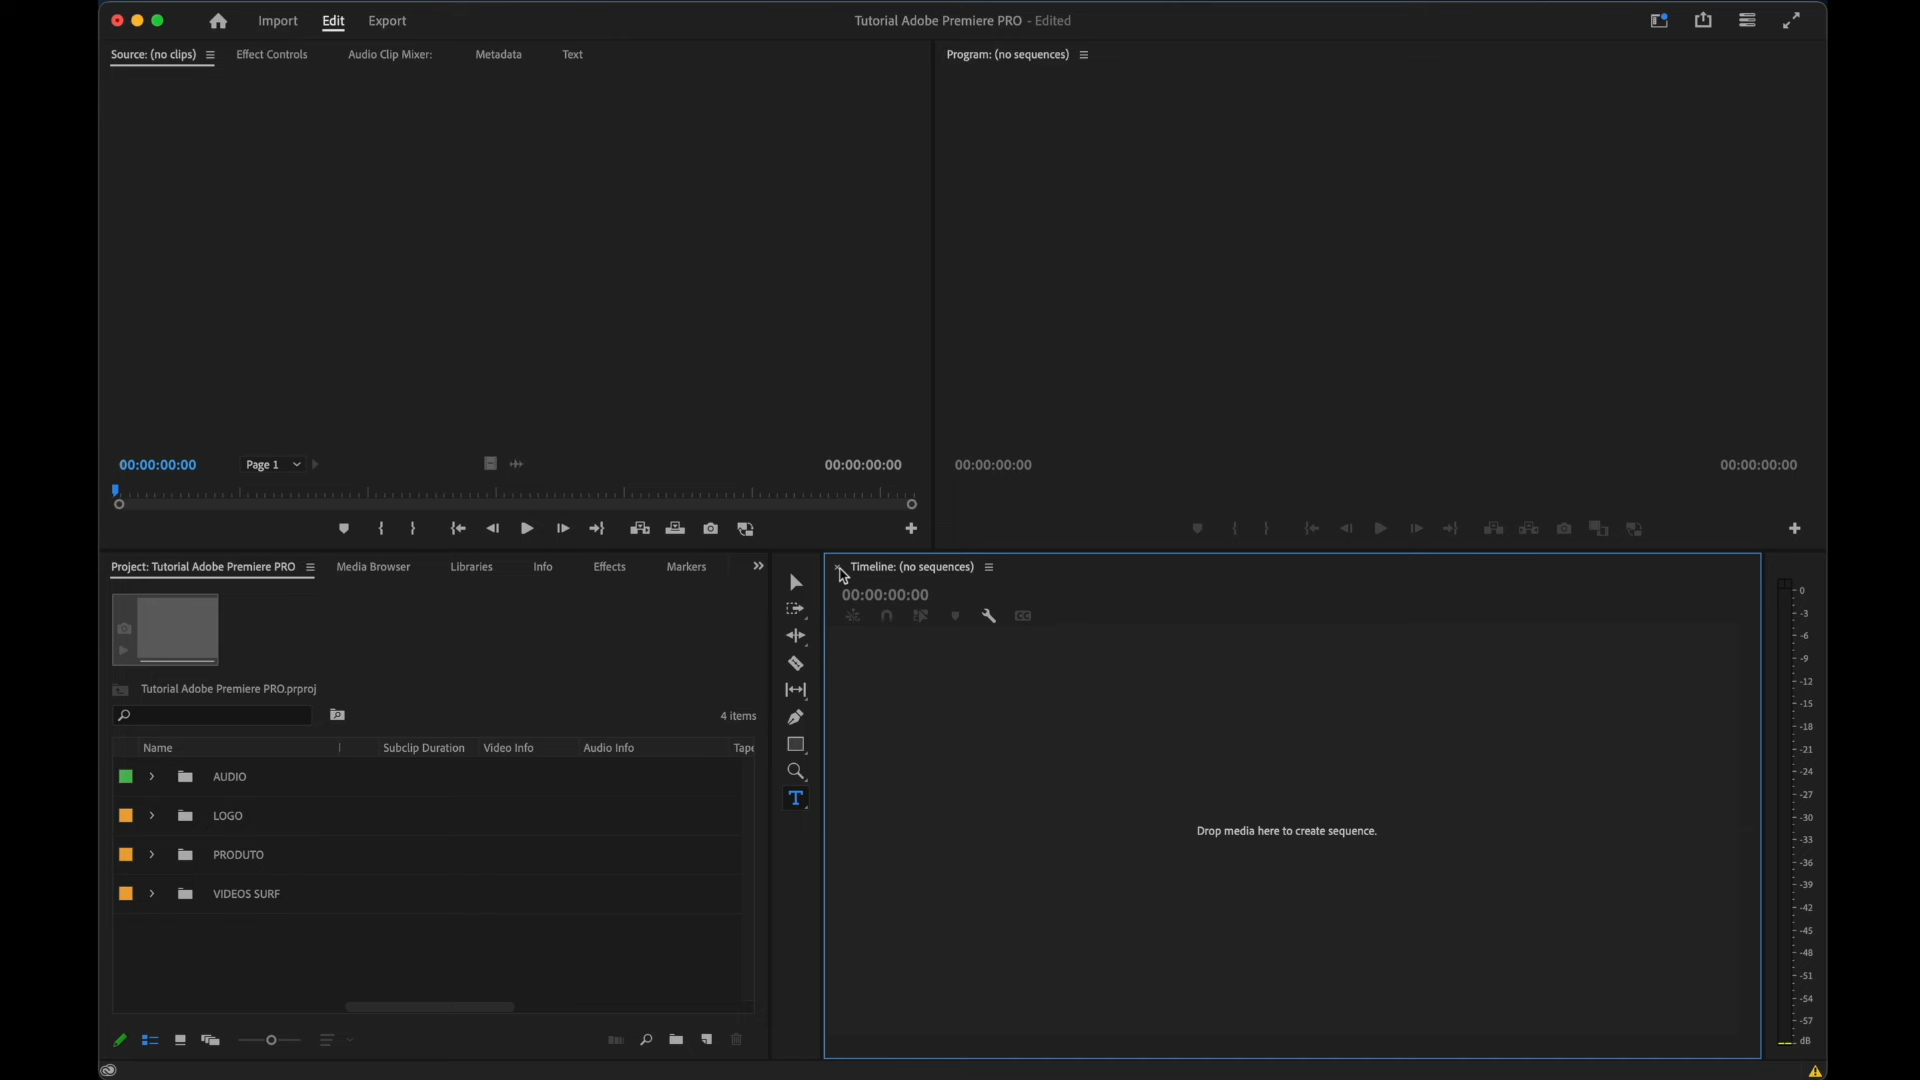 Import Edit Export Tutorial Adobe Premiere PRO - Edited
Source: (no clips) Effect Controls Audio Clip Mixer: Metadata Text Program: (no sequences)
00:00:00:00 Page 1 00:00:00:00 00:00:00:00 00:00:00:00
Project: Tutorial Adobe Premiere PRO Media Browser Libraries Info Effects Markers
Timeline: (no sequences)
00:00:00:00
CC
Tutorial Adobe Premiere PRO.prproj
4 items
Name Subclip Duration Video Info Audio Info Tape
AUDIO
LOGO
PRODUTO
VIDEOS SURF
T
Drop media here to create sequence.
0
-3
-6
-9
-12
-15
-18
-21
-24
-27
-30
-33
-36
-39
-42
-45
-48
-51
-54
-57
dB